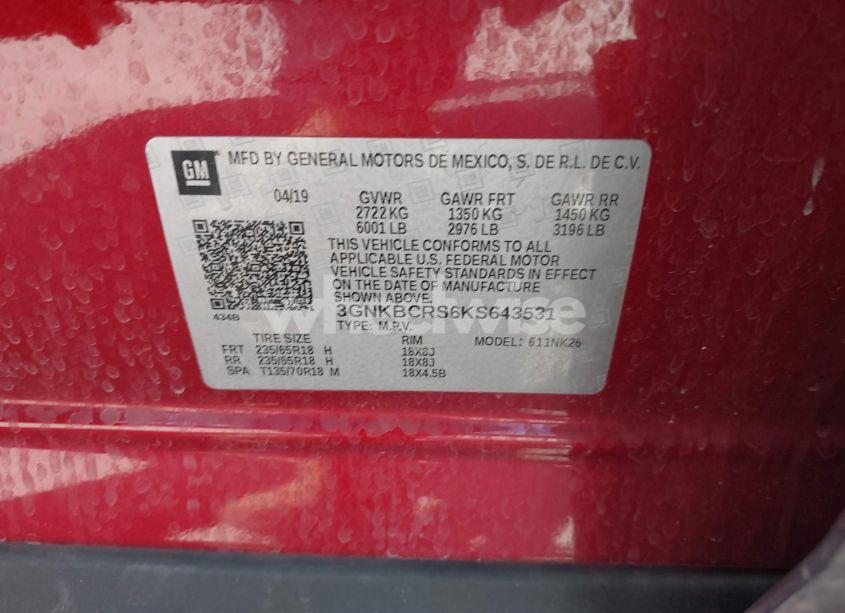 GM
MFD BY GENERAL MOTORS DE MEXICO, S. DE R.L. DE C.V.
04/19 GVWR GAWR FRT GAWR RR
2722 KG 1350 KG 1450 KG
6001 LB 2976 LB 3196 LB
THIS VEHICLE CONFORMS TO ALL
APPLICABLE U.S. FEDERAL MOTOR
VEHICLE SAFETY STANDARDS IN EFFECT
ON THE DATE OF MANUFACTURE
SHOWN ABOVE.
434B
3GNKBCRS6KS643531
wheelwise
TYPE: M.P.V. MODEL: 611NK26
TIRE SIZE RIM
FRT 235/65R18 H 18X8J
RR 235/65R18 H 18X8J
SPA T135/70R18 M 18X4.5B